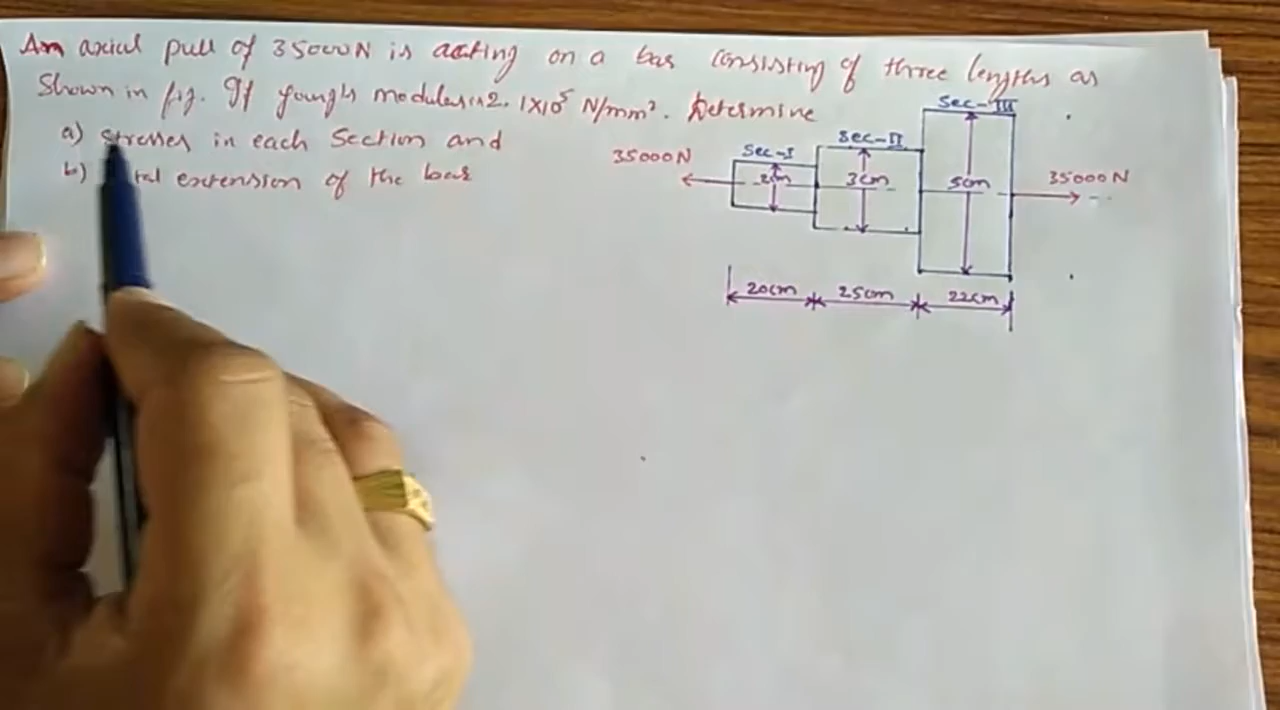 An axial pull of 35000N is acting on a bar consisting of three lengths as
shown in fig. If young's modulus is 2.1X10⁵ N/mm². Determine
a) stresses in each section and
b) extension of the bar
Sec-I
Sec-II
Sec-III
35000N
2cm
3cm
5cm
35000N
20cm
25cm
22cm